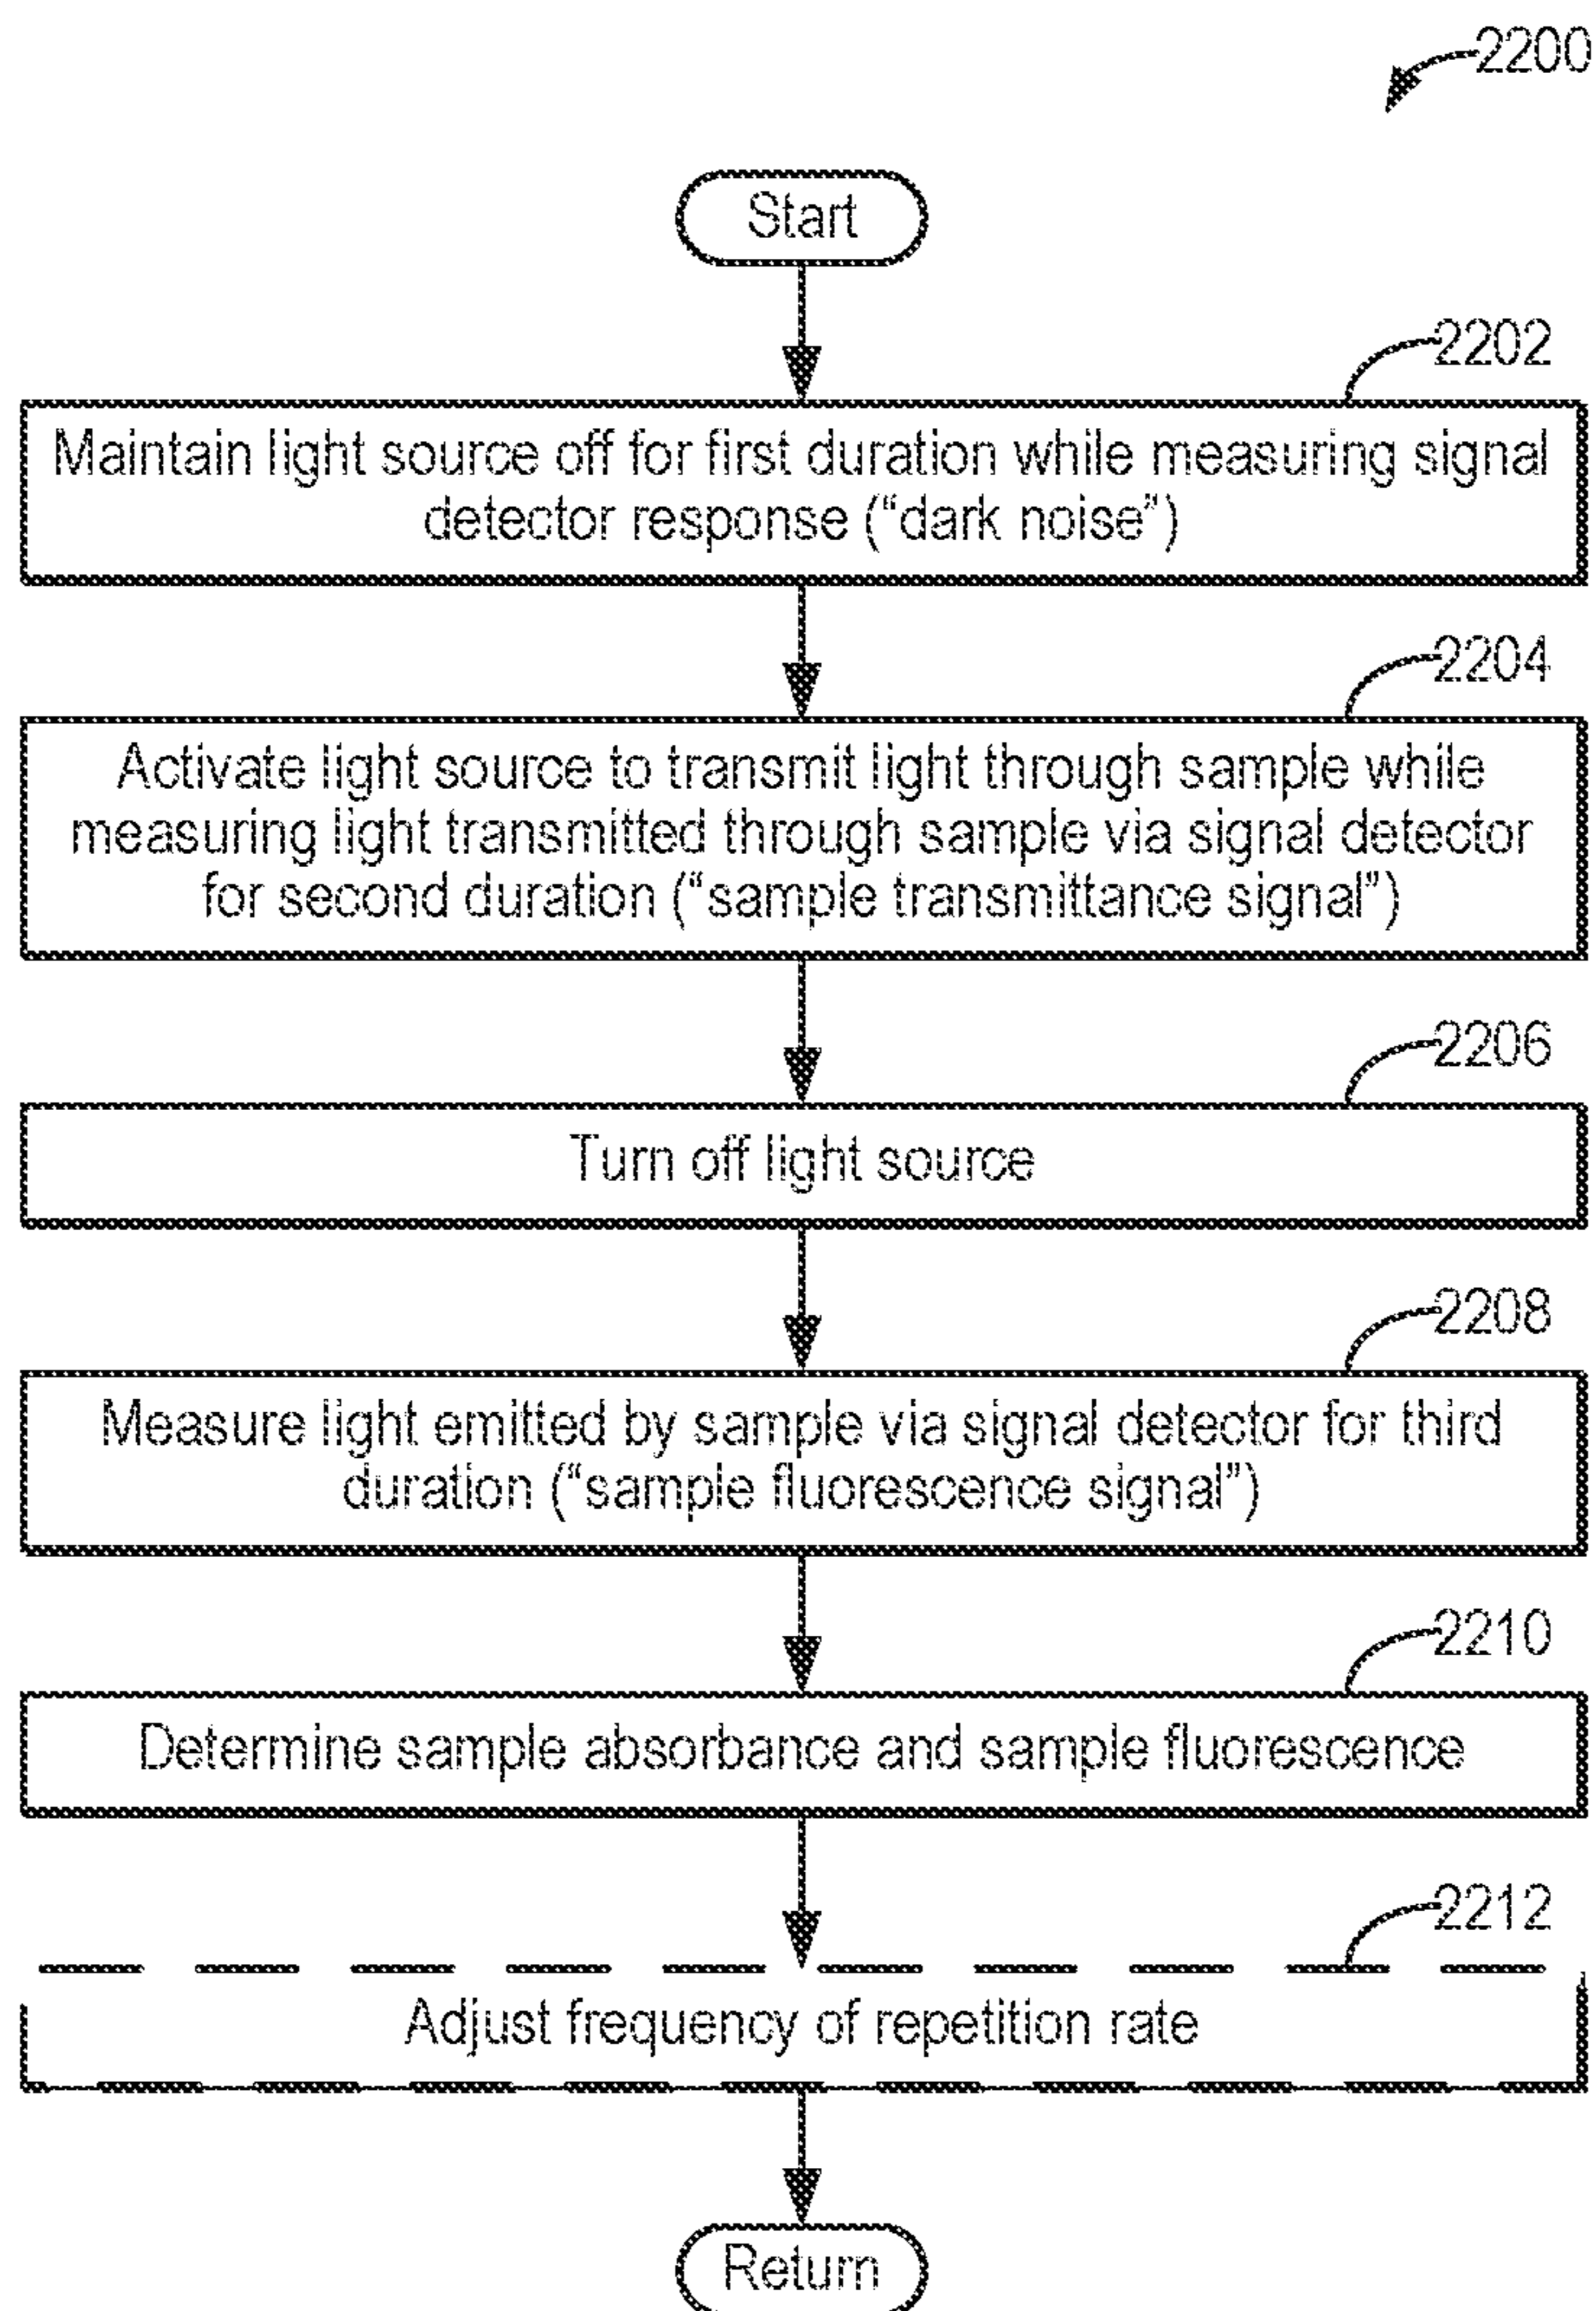 2200
Start
2202
Maintain light source off for first duration while measuring signal
detector response (“dark noise”)
2204
Activate light source to transmit light through sample while
measuring light transmitted through sample via signal detector
for second duration (“sample transmittance signal”)
2206
Turn off light source
2208
Measure light emitted by sample via signal detector for third
duration (“sample fluorescence signal”)
2210
Determine sample absorbance and sample fluorescence
2212
Adjust frequency of repetition rate
Return